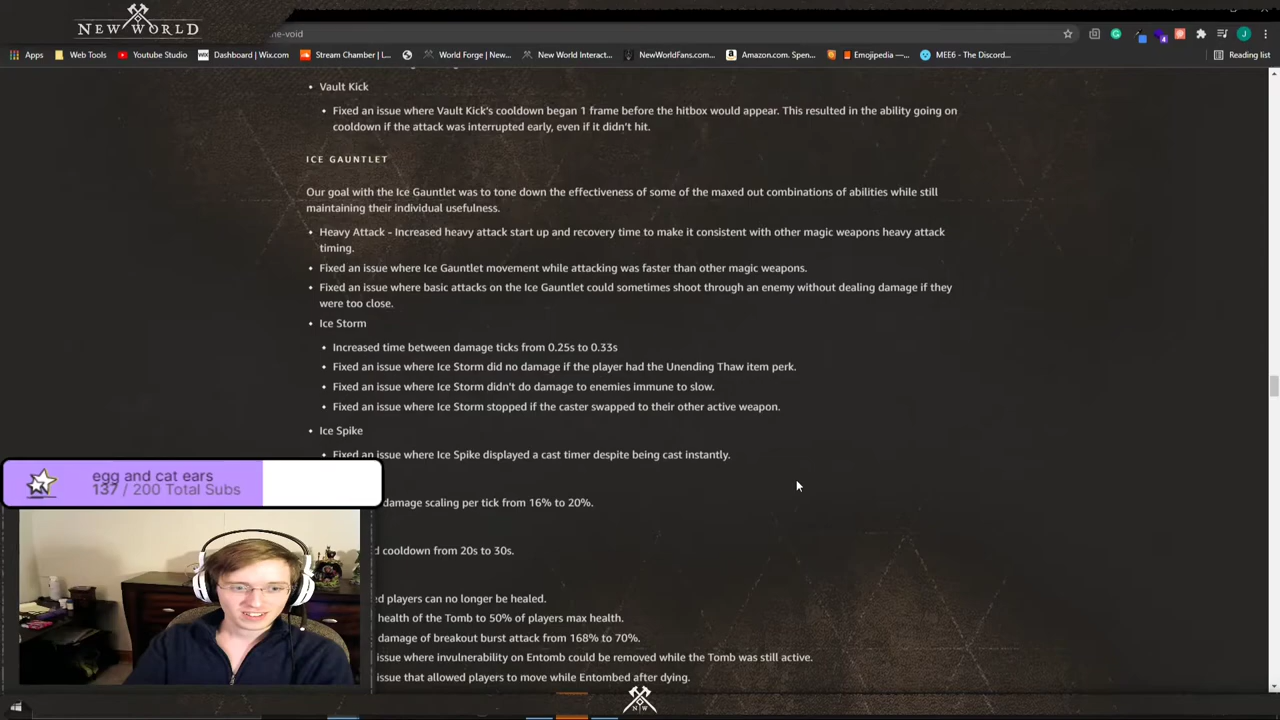 NEW WORLD
ne-void
Apps
Web Tools
Youtube Studio
Dashboard | Wix.com
Stream Chamber | L...
World Forge | New...
New World Interact...
NewWorldFans.com...
Amazon.com. Spen...
Emojipedia —...
MEE6 - The Discord...
Reading list
Vault Kick
Fixed an issue where Vault Kick's cooldown began 1 frame before the hitbox would appear. This resulted in the ability going on
cooldown if the attack was interrupted early, even if it didn't hit.
ICE GAUNTLET
Our goal with the Ice Gauntlet was to tone down the effectiveness of some of the maxed out combinations of abilities while still
maintaining their individual usefulness.
Heavy Attack - Increased heavy attack start up and recovery time to make it consistent with other magic weapons heavy attack
timing.
Fixed an issue where Ice Gauntlet movement while attacking was faster than other magic weapons.
Fixed an issue where basic attacks on the Ice Gauntlet could sometimes shoot through an enemy without dealing damage if they
were too close.
Ice Storm
Increased time between damage ticks from 0.25s to 0.33s
Fixed an issue where Ice Storm did no damage if the player had the Unending Thaw item perk.
Fixed an issue where Ice Storm didn't do damage to enemies immune to slow.
Fixed an issue where Ice Storm stopped if the caster swapped to their other active weapon.
Ice Spike
Fixed an issue where Ice Spike displayed a cast timer despite being cast instantly.
egg and cat ears
137 / 200 Total Subs
damage scaling per tick from 16% to 20%.
d cooldown from 20s to 30s.
ed players can no longer be healed.
health of the Tomb to 50% of players max health.
damage of breakout burst attack from 168% to 70%.
issue where invulnerability on Entomb could be removed while the Tomb was still active.
issue that allowed players to move while Entombed after dying.
N W